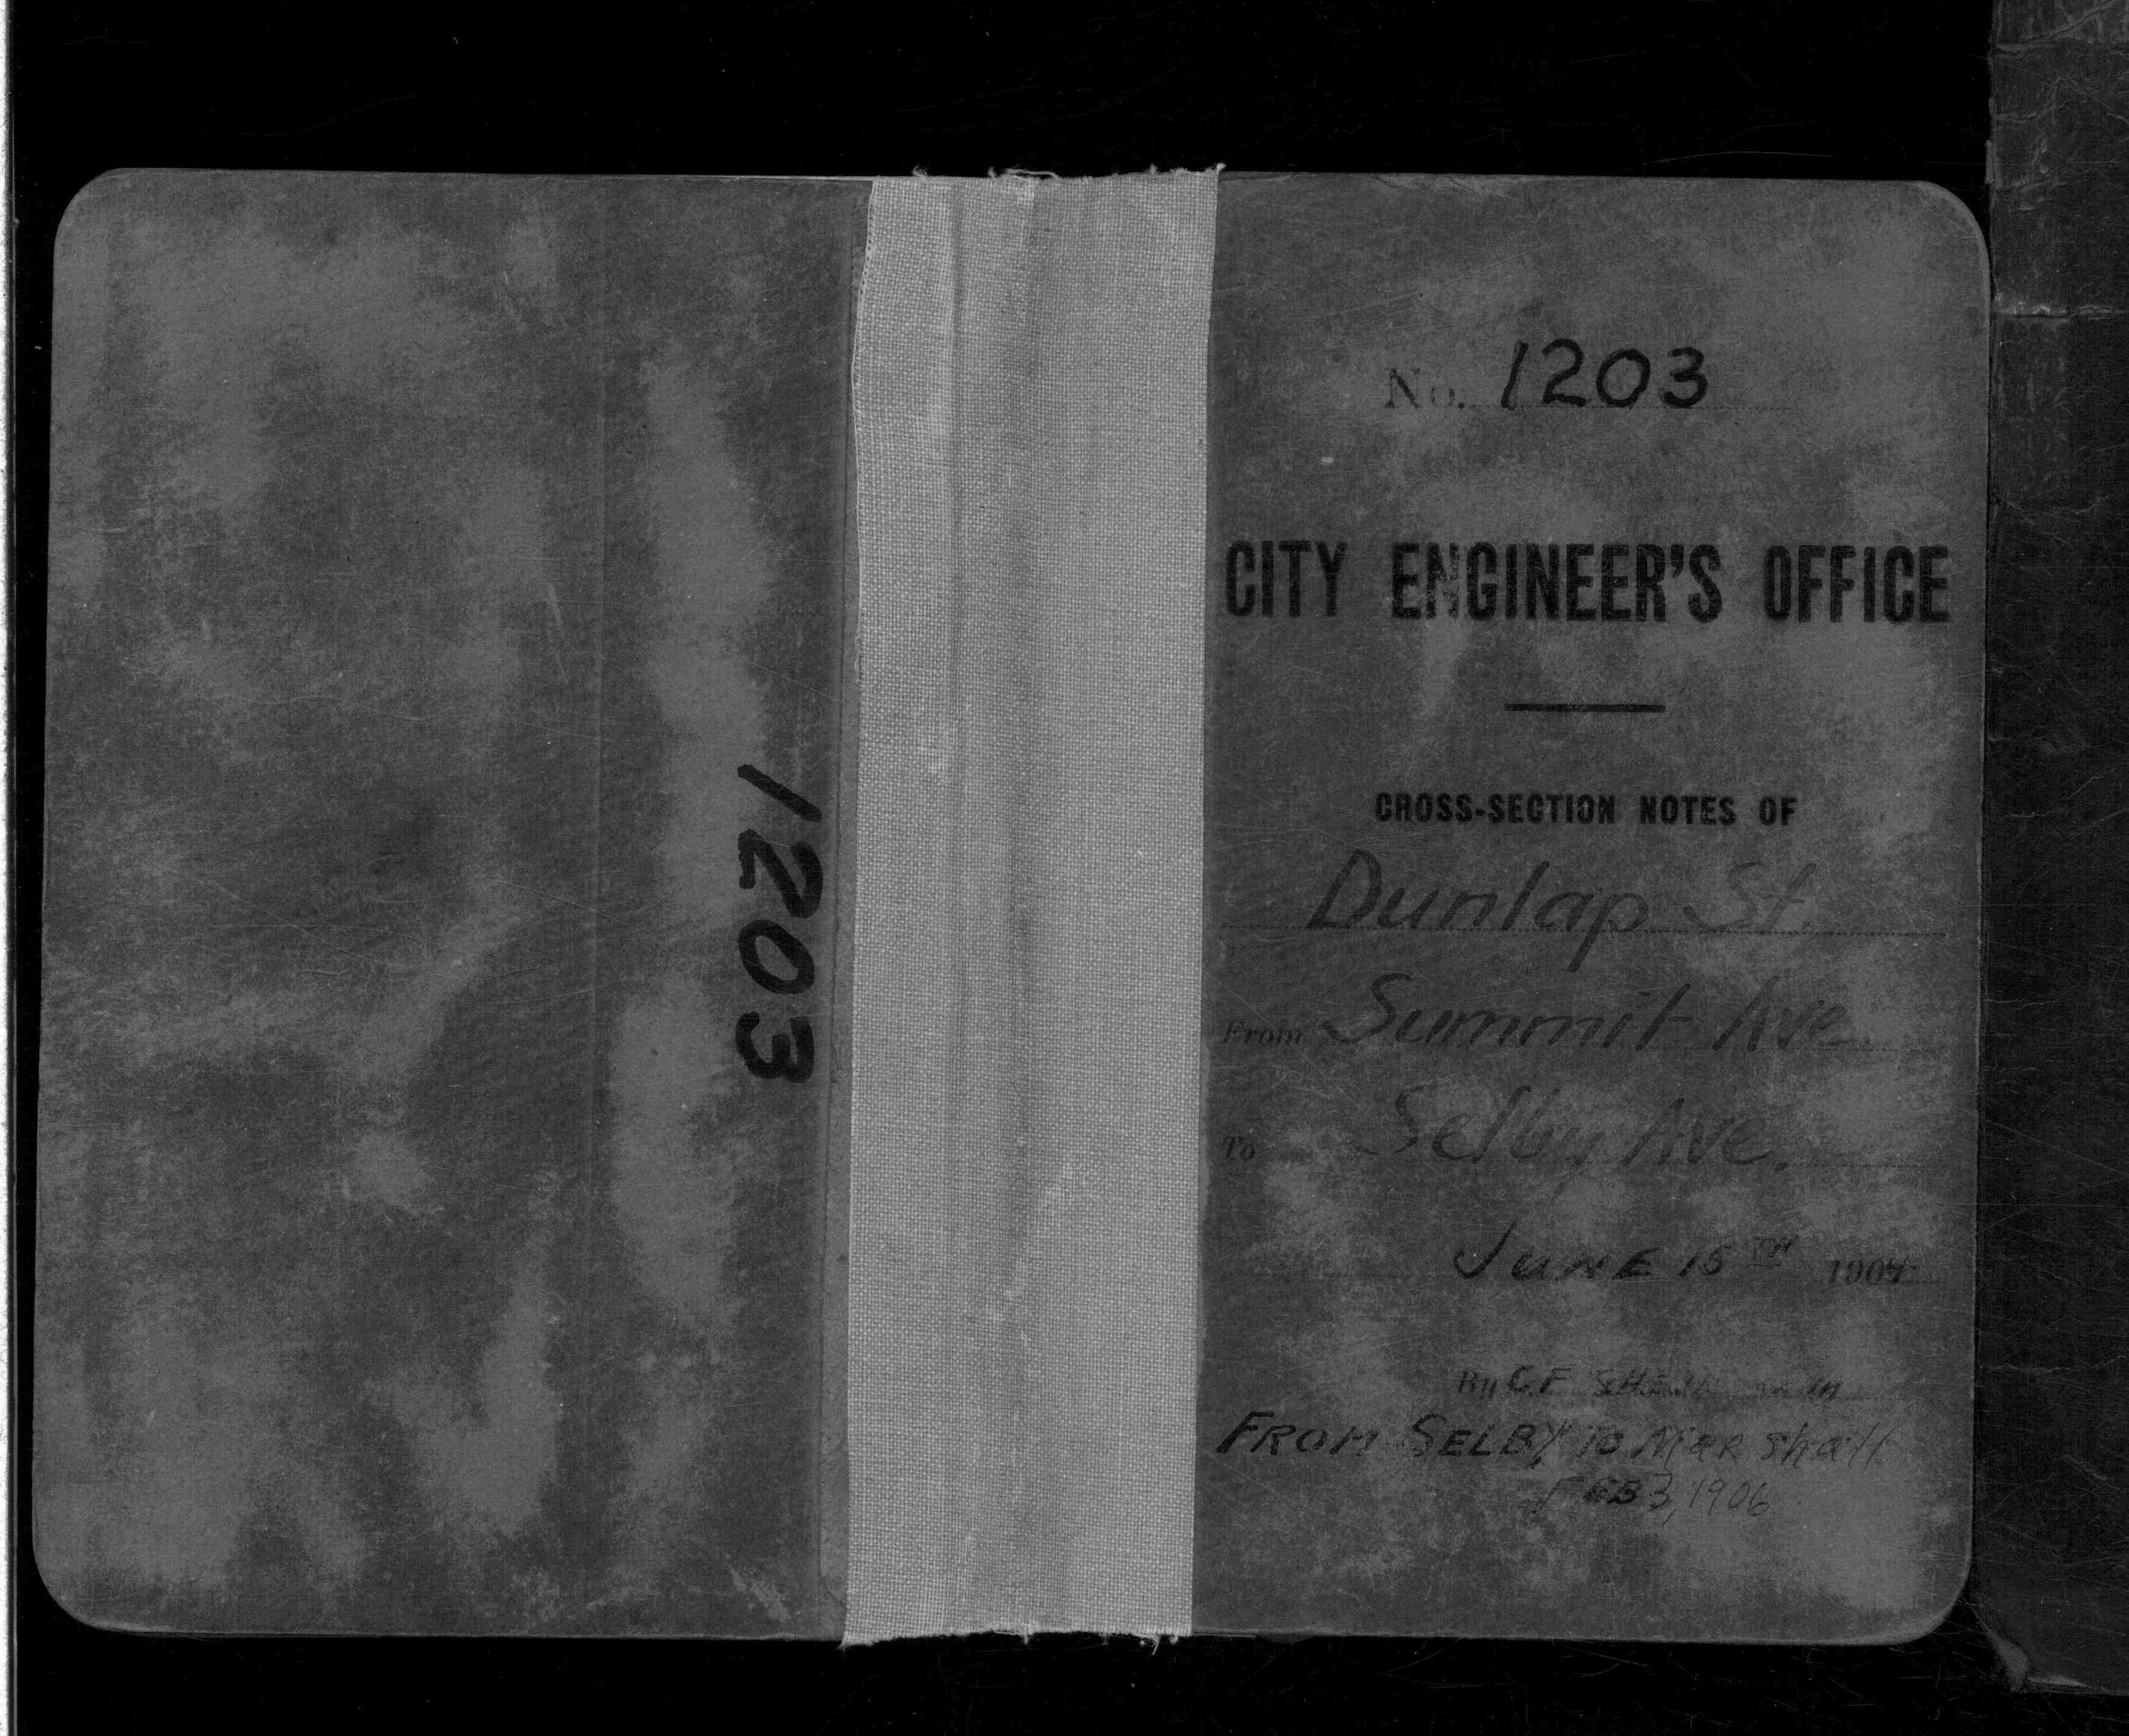 1203
No. 1203
CITY ENGINEER'S OFFICE
CROSS-SECTION NOTES OF
Dunlap St.
From Summit Ave.
To Selby Ave.
JUNE 15TH 1904
By C.F.
FROM SELBY TO MARshall
FEB 3, 1906